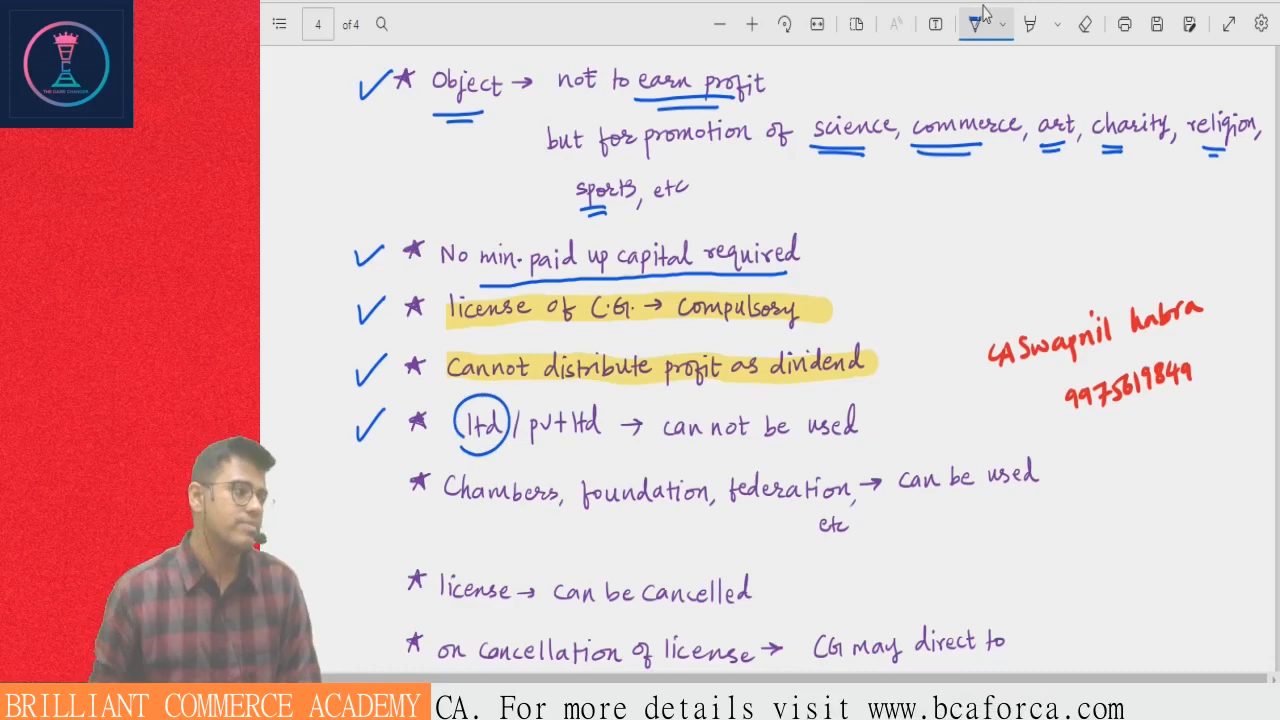 4 of 4
THE GAME CHANGER
★ Object → not to earn profit
but for promotion of science, commerce, art, charity, religion,
sports, etc
★ No min. paid up capital required
★ license of C.G. → Compulsory
★ Cannot distribute profit as dividend
★ ltd / pvt ltd → can not be used
CA Swapnil kabra
9975619849
★ Chambers, foundation, federation, → can be used
etc
★ license → can be cancelled
★ on cancellation of license → CG may direct to
BRILLIANT COMMERCE ACADEMY CA. For more details visit www.bcaforca.com